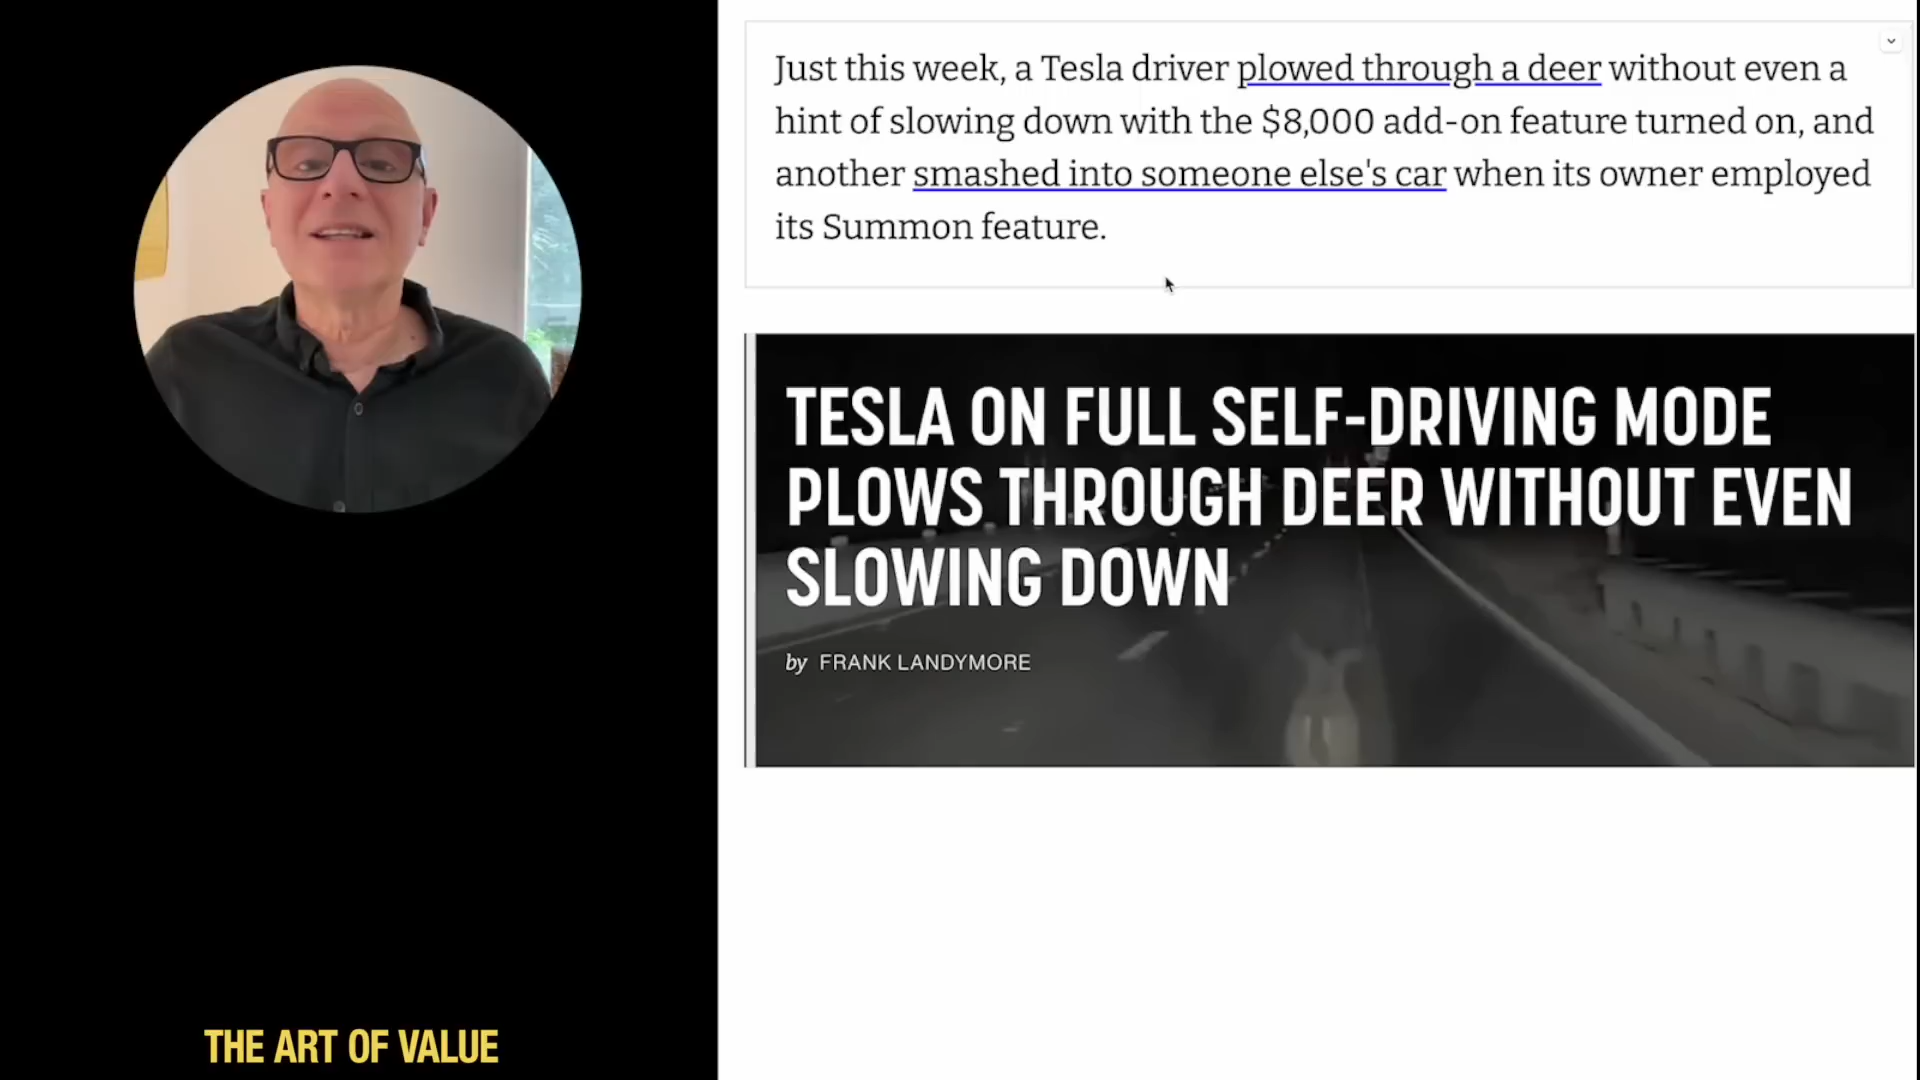 Just this week, a Tesla driver plowed through a deer without even a
hint of slowing down with the $8,000 add-on feature turned on, and
another smashed into someone else's car when its owner employed
its Summon feature.
TESLA ON FULL SELF-DRIVING MODE
PLOWS THROUGH DEER WITHOUT EVEN
SLOWING DOWN
by FRANK LANDYMORE
THE ART OF VALUE